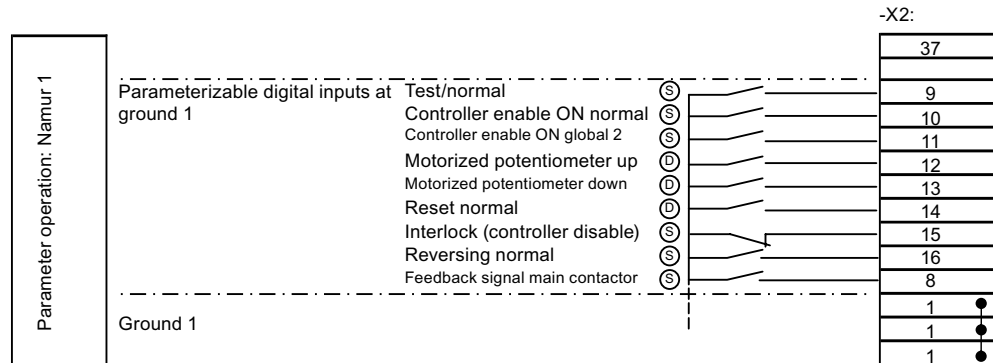 -X2:
37
Parameter operation: Namur 1
Parameterizable digital inputs at
ground 1
Test/normal S 9
Controller enable ON normal S 10
Controller enable ON global 2 S 11
Motorized potentiometer up D 12
Motorized potentiometer down D 13
Reset normal D 14
Interlock (controller disable) S 15
Reversing normal S 16
Feedback signal main contactor S 8
Ground 1
1
1
1